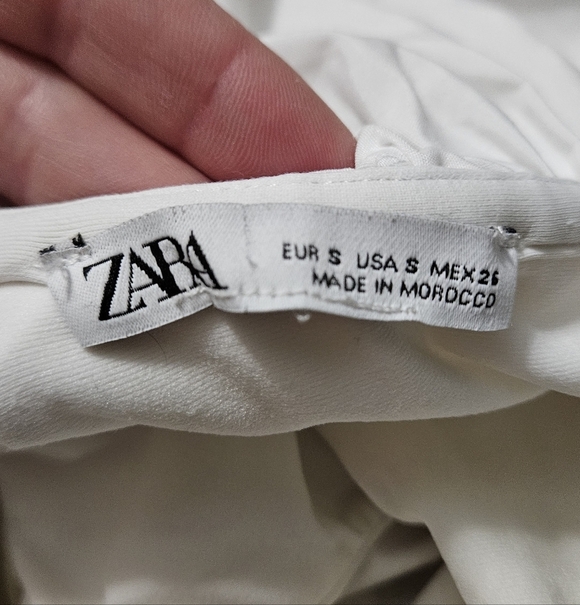 ZARA
EUR S USA S MEX 26
MADE IN MOROCCO